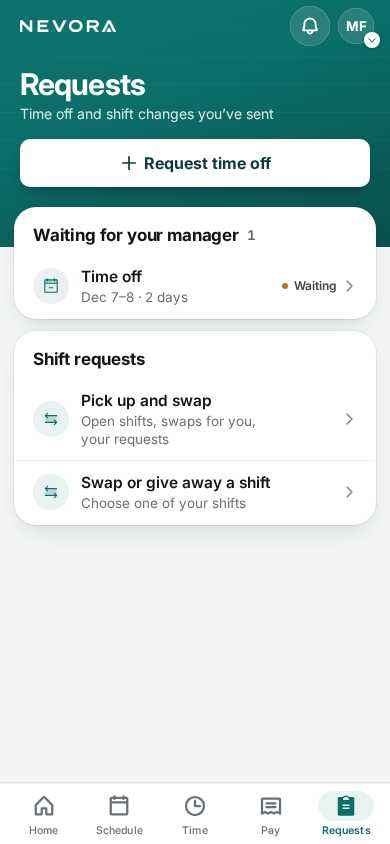 NEVORA
MF
Requests
Time off and shift changes you’ve sent
Request time off
Waiting for your manager 1
Time off
Dec 7–8 · 2 days
Waiting
Shift requests
Pick up and swap
Open shifts, swaps for you,
your requests
Swap or give away a shift
Choose one of your shifts
Home
Schedule
Time
Pay
Requests